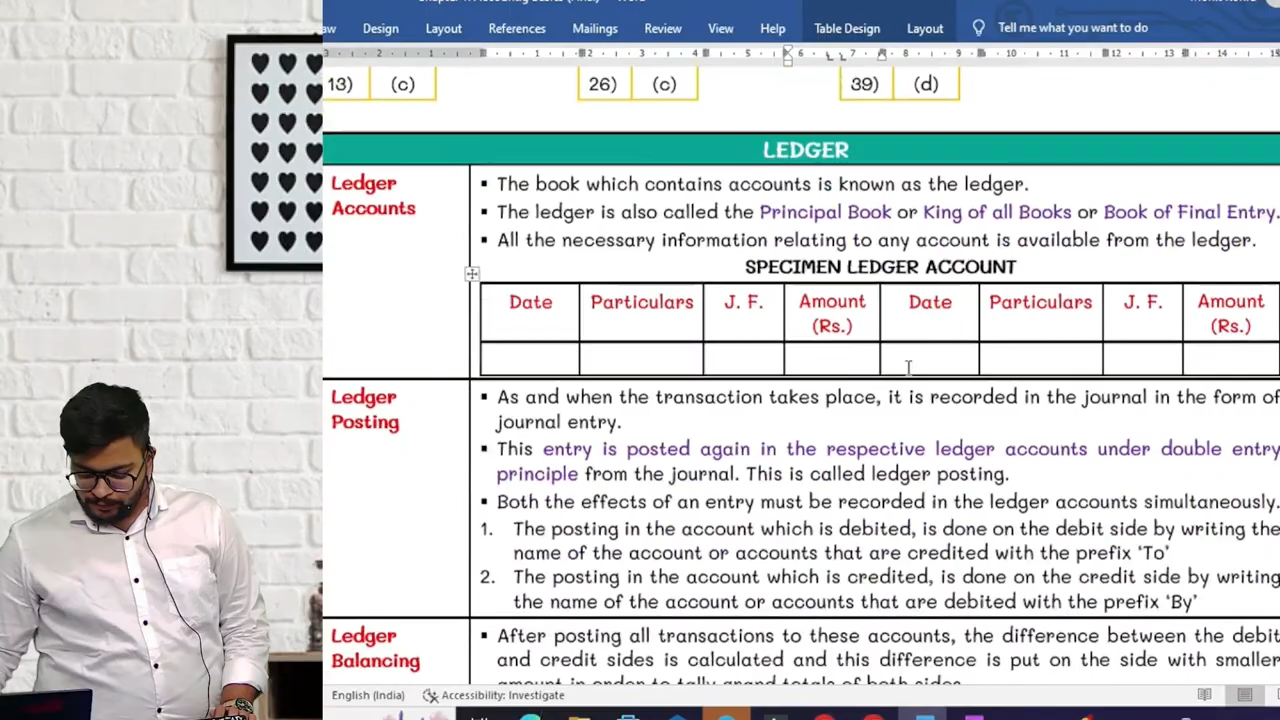 Design Layout References Mailings Review View Help Table Design Layout Tell me what you want to do
13) (c) 26) (c) 39) (d)
LEDGER
Ledger Accounts
▪ The book which contains accounts is known as the ledger.
▪ The ledger is also called the Principal Book or King of all Books or Book of Final Entry.
▪ All the necessary information relating to any account is available from the ledger.
SPECIMEN LEDGER ACCOUNT
Date Particulars J. F. Amount (Rs.) Date Particulars J. F. Amount (Rs.)
Ledger Posting
▪ As and when the transaction takes place, it is recorded in the journal in the form of
journal entry.
▪ This entry is posted again in the respective ledger accounts under double entry
principle from the journal. This is called ledger posting.
▪ Both the effects of an entry must be recorded in the ledger accounts simultaneously.
1. The posting in the account which is debited, is done on the debit side by writing the
name of the account or accounts that are credited with the prefix ‘To’
2. The posting in the account which is credited, is done on the credit side by writing
the name of the account or accounts that are debited with the prefix ‘By’
Ledger Balancing
▪ After posting all transactions to these accounts, the difference between the debit
and credit sides is calculated and this difference is put on the side with smaller
amount in order to tally grand totals of both sides.
English (India) Accessibility: Investigate